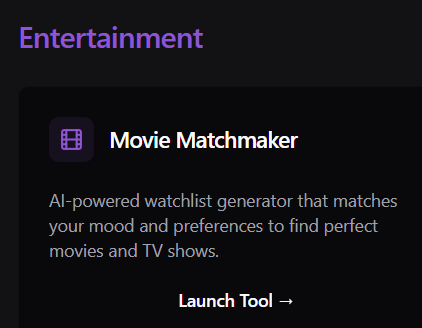 Entertainment
Movie Matchmaker
AI-powered watchlist generator that matches
your mood and preferences to find perfect
movies and TV shows.
Launch Tool →